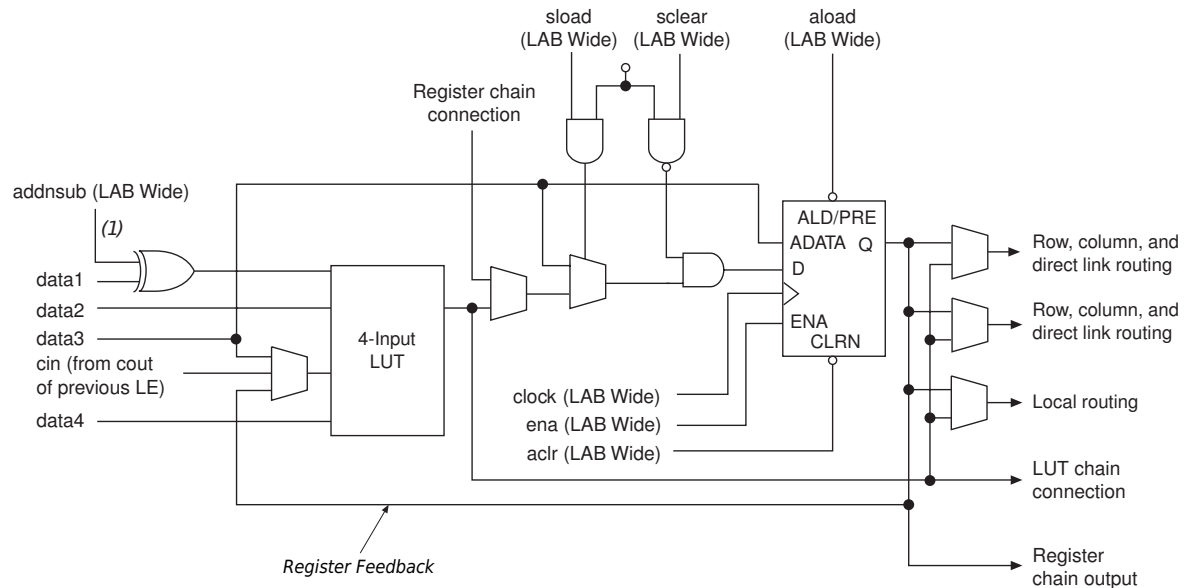 sload
(LAB Wide)
sclear
(LAB Wide)
aload
(LAB Wide)
Register chain
connection
addnsub (LAB Wide)
(1)
data1
data2
data3
cin (from cout
of previous LE)
data4
4-Input
LUT
ALD/PRE
ADATA
Q
D
ENA
CLRN
clock (LAB Wide)
ena (LAB Wide)
aclr (LAB Wide)
Row, column, and
direct link routing
Row, column, and
direct link routing
Local routing
LUT chain
connection
Register
chain output
Register Feedback